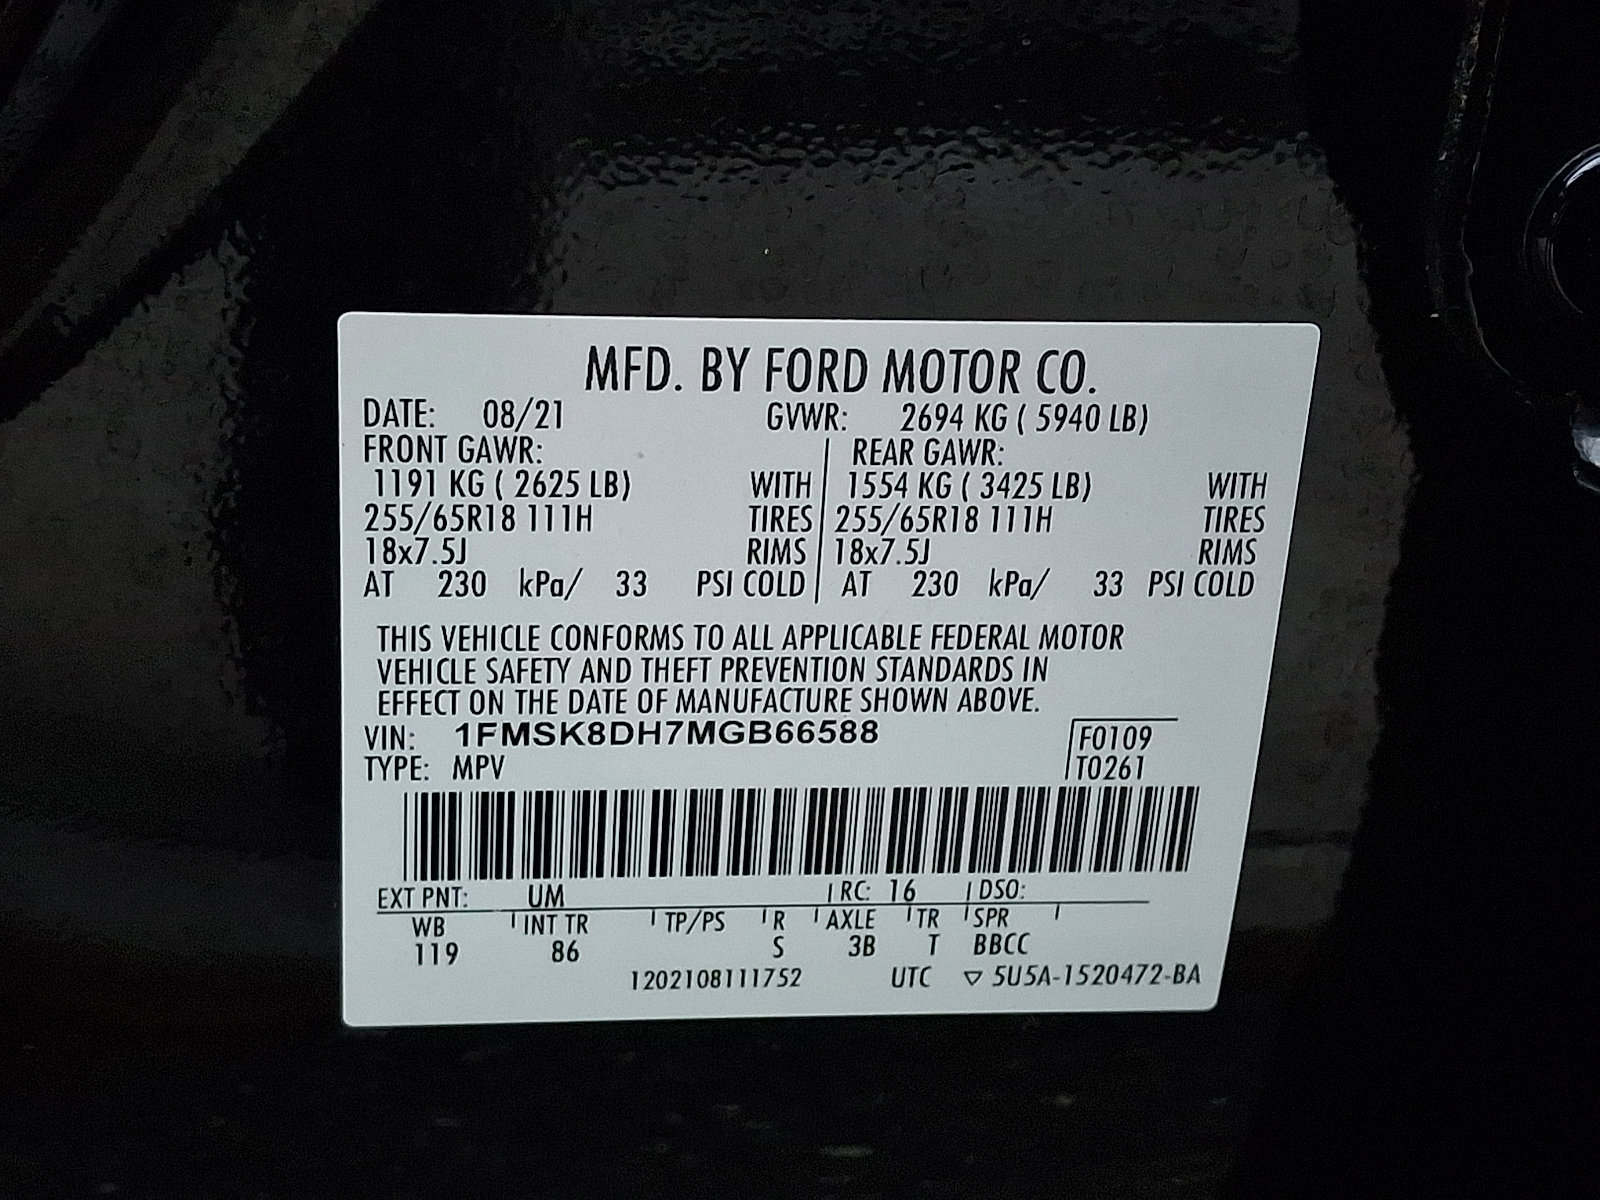 MFD. BY FORD MOTOR CO.
DATE: 08/21 GVWR: 2694 KG ( 5940 LB)
FRONT GAWR: REAR GAWR:
1191 KG ( 2625 LB) WITH 1554 KG ( 3425 LB) WITH
255/65R18 111H TIRES 255/65R18 111H TIRES
18x7.5J RIMS 18x7.5J RIMS
AT 230 kPa/ 33 PSI COLD AT 230 kPa/ 33 PSI COLD
THIS VEHICLE CONFORMS TO ALL APPLICABLE FEDERAL MOTOR
VEHICLE SAFETY AND THEFT PREVENTION STANDARDS IN
EFFECT ON THE DATE OF MANUFACTURE SHOWN ABOVE.
VIN: 1FMSK8DH7MGB66588 F0109
TYPE: MPV T0261
EXT PNT: UM RC: 16 DSO:
WB INT TR TP/PS R AXLE TR SPR
119 86 S 3B T BBCC
1202108111752 UTC ▽ 5U5A-1520472-BA